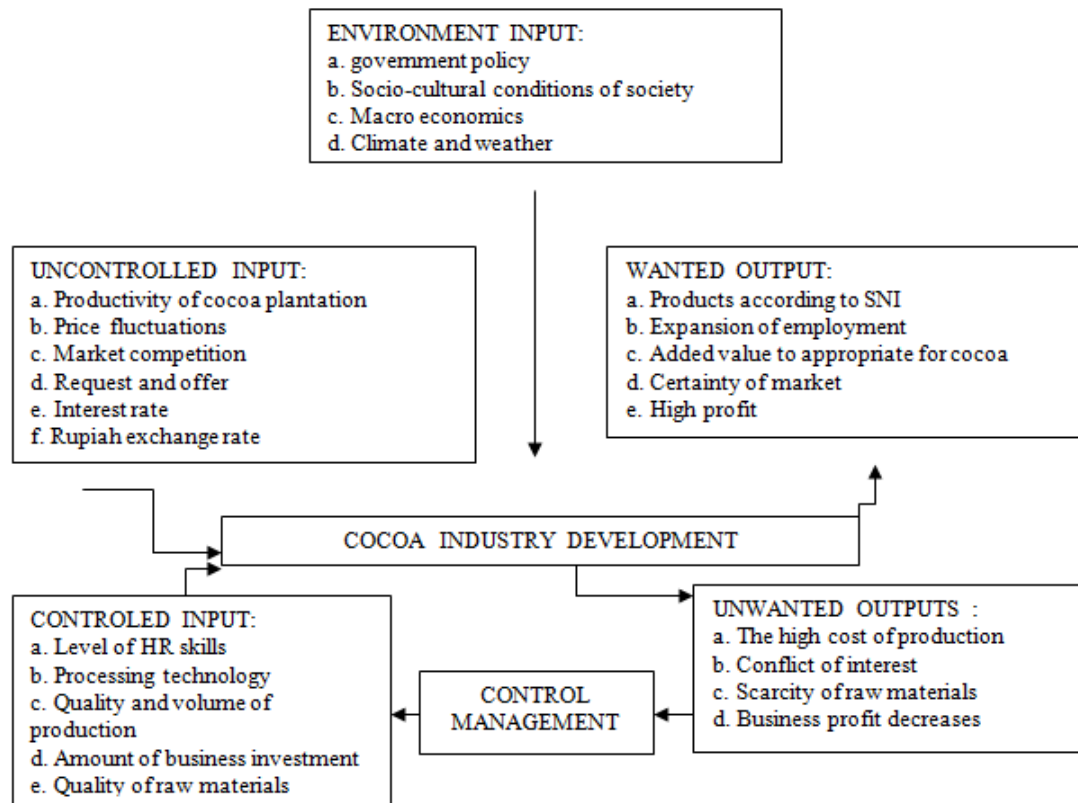 ENVIRONMENT INPUT:
a. government policy
b. Socio-cultural conditions of society
c. Macro economics
d. Climate and weather
UNCONTROLLED INPUT:
a. Productivity of cocoa plantation
b. Price fluctuations
c. Market competition
d. Request and offer
e. Interest rate
f. Rupiah exchange rate
WANTED OUTPUT:
a. Products according to SNI
b. Expansion of employment
c. Added value to appropriate for cocoa
d. Certainty of market
e. High profit
COCOA INDUSTRY DEVELOPMENT
CONTROLED INPUT:
a. Level of HR skills
b. Processing technology
c. Quality and volume of
production
d. Amount of business investment
e. Quality of raw materials
CONTROL
MANAGEMENT
UNWANTED OUTPUTS :
a. The high cost of production
b. Conflict of interest
c. Scarcity of raw materials
d. Business profit decreases